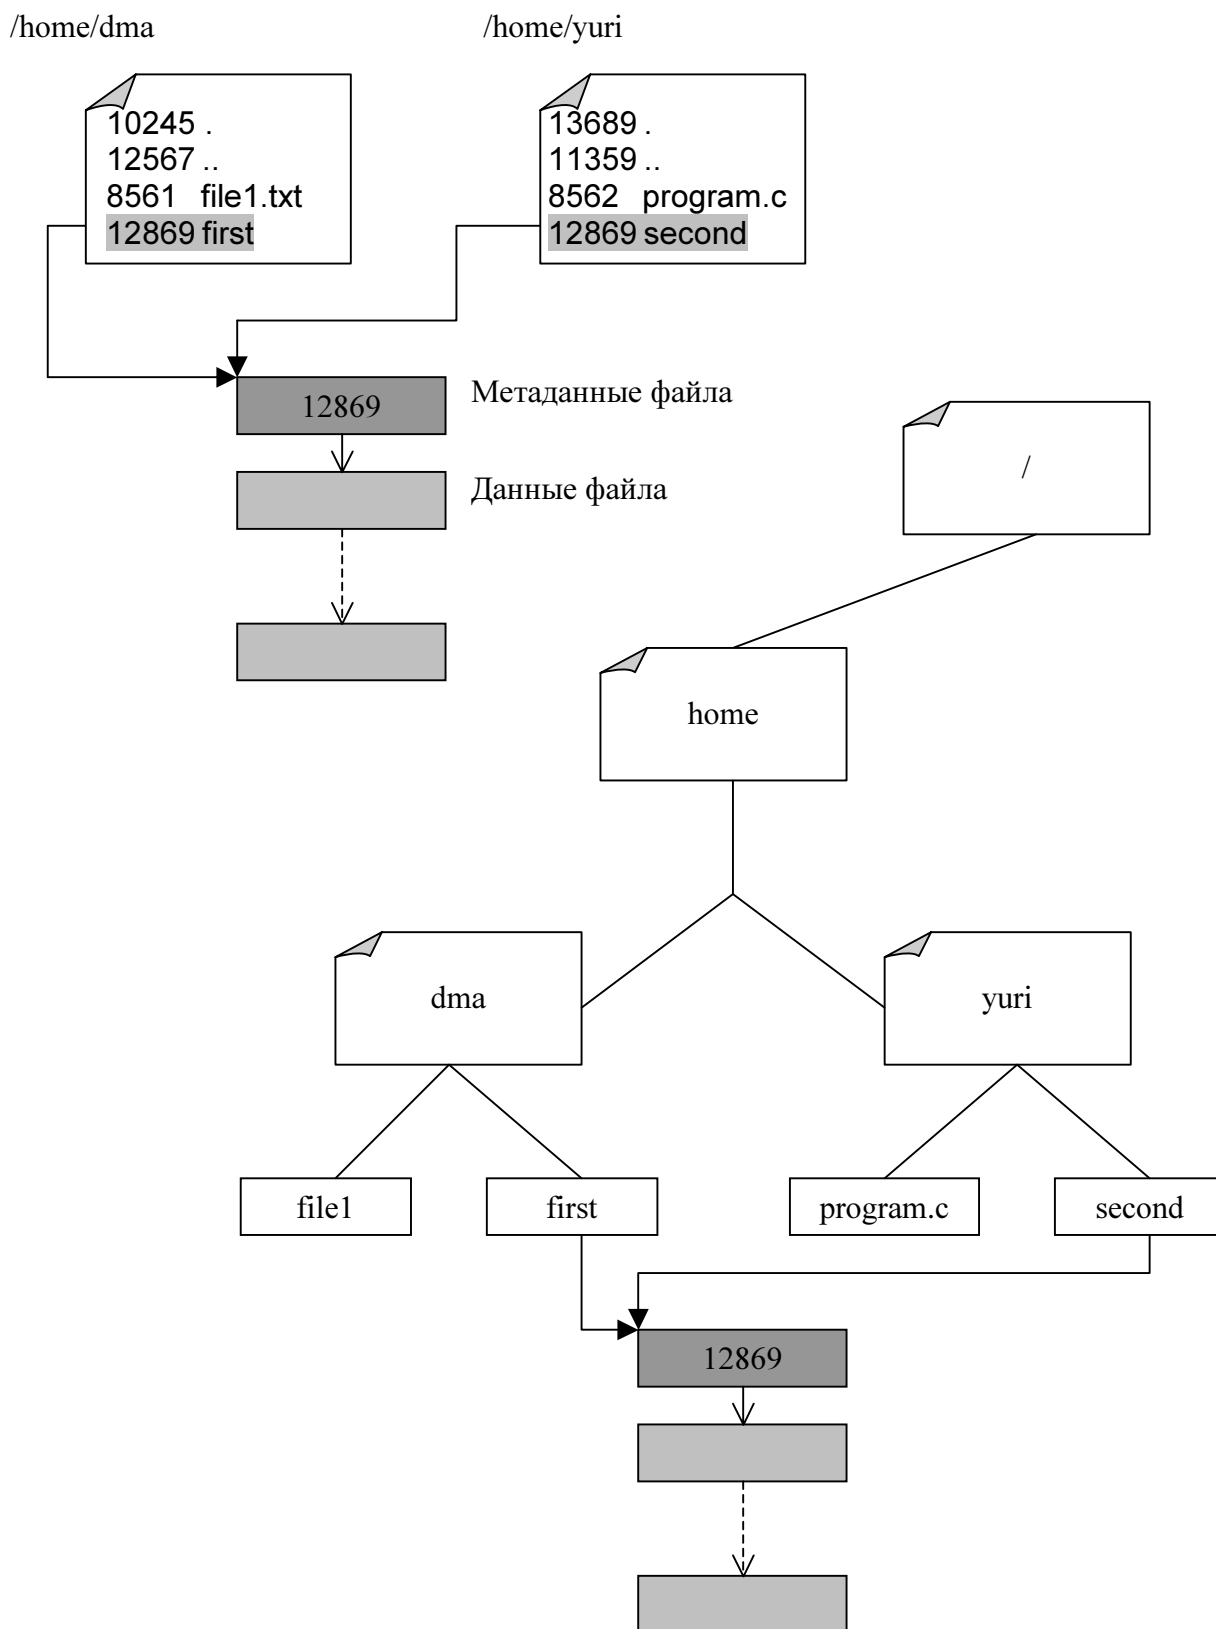 /home/dma
/home/yuri
10245 .
12567 ..
8561 file1.txt
12869 first
13689 .
11359 ..
8562 program.c
12869 second
12869
Метаданные файла
Данные файла
/
home
dma
yuri
file1
first
program.c
second
12869